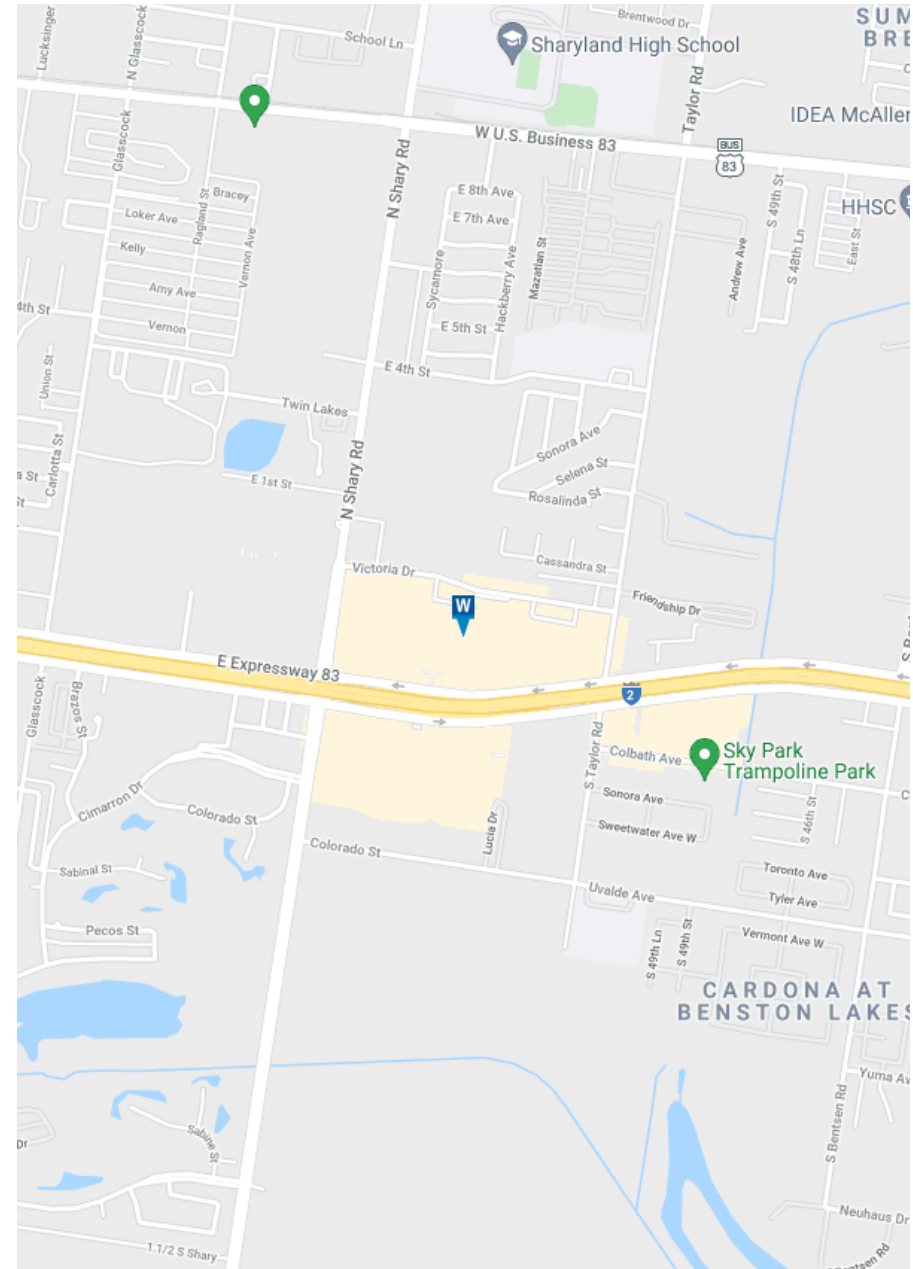 Brentwood Dr
SUM
BRE
Lucksinger
N Glasscock
School Ln
Sharyland High School
Taylor Rd
IDEA McAller
W U.S. Business 83
BUS
83
Glasscock
N Shary Rd
S 49th St
HHSC
Bracey
E 8th Ave
Loker Ave
Ragland St
E 7th Ave
S 48th Ln
East St
Kelly
Vernon Ave
Hackberry Ave
Mazatlan St
Andrew Ave
Sycamore
Amy Ave
4th St
Vernon
E 5th St
Union St
E 4th St
Twin Lakes
Carlotta St
Sonora Ave
N Shary Rd
Selena St
a St
E 1st St
Rosalinda St
St
Cassandra St
Victoria Dr
Friendship Dr
W
E Expressway 83
2
Glasscock
Brazos St
S Taylor Rd
Sky Park
Trampoline Park
Colbath Ave
Cimarron Dr
Sonora Ave
Colorado St
Lucia Dr
Sweetwater Ave W
S 46th St
Colorado St
Sabinal St
Toronto Ave
Uvalde Ave
Tyler Ave
Pecos St
S 49th Ln
S 49th St
Vermont Ave W
CARDONA AT
BENSTON LAKES
Yuma Av
S Bentsen Rd
Dr
Sabine St
Neuhaus Dr
1 1/2 S Shary
Bentsen Rd